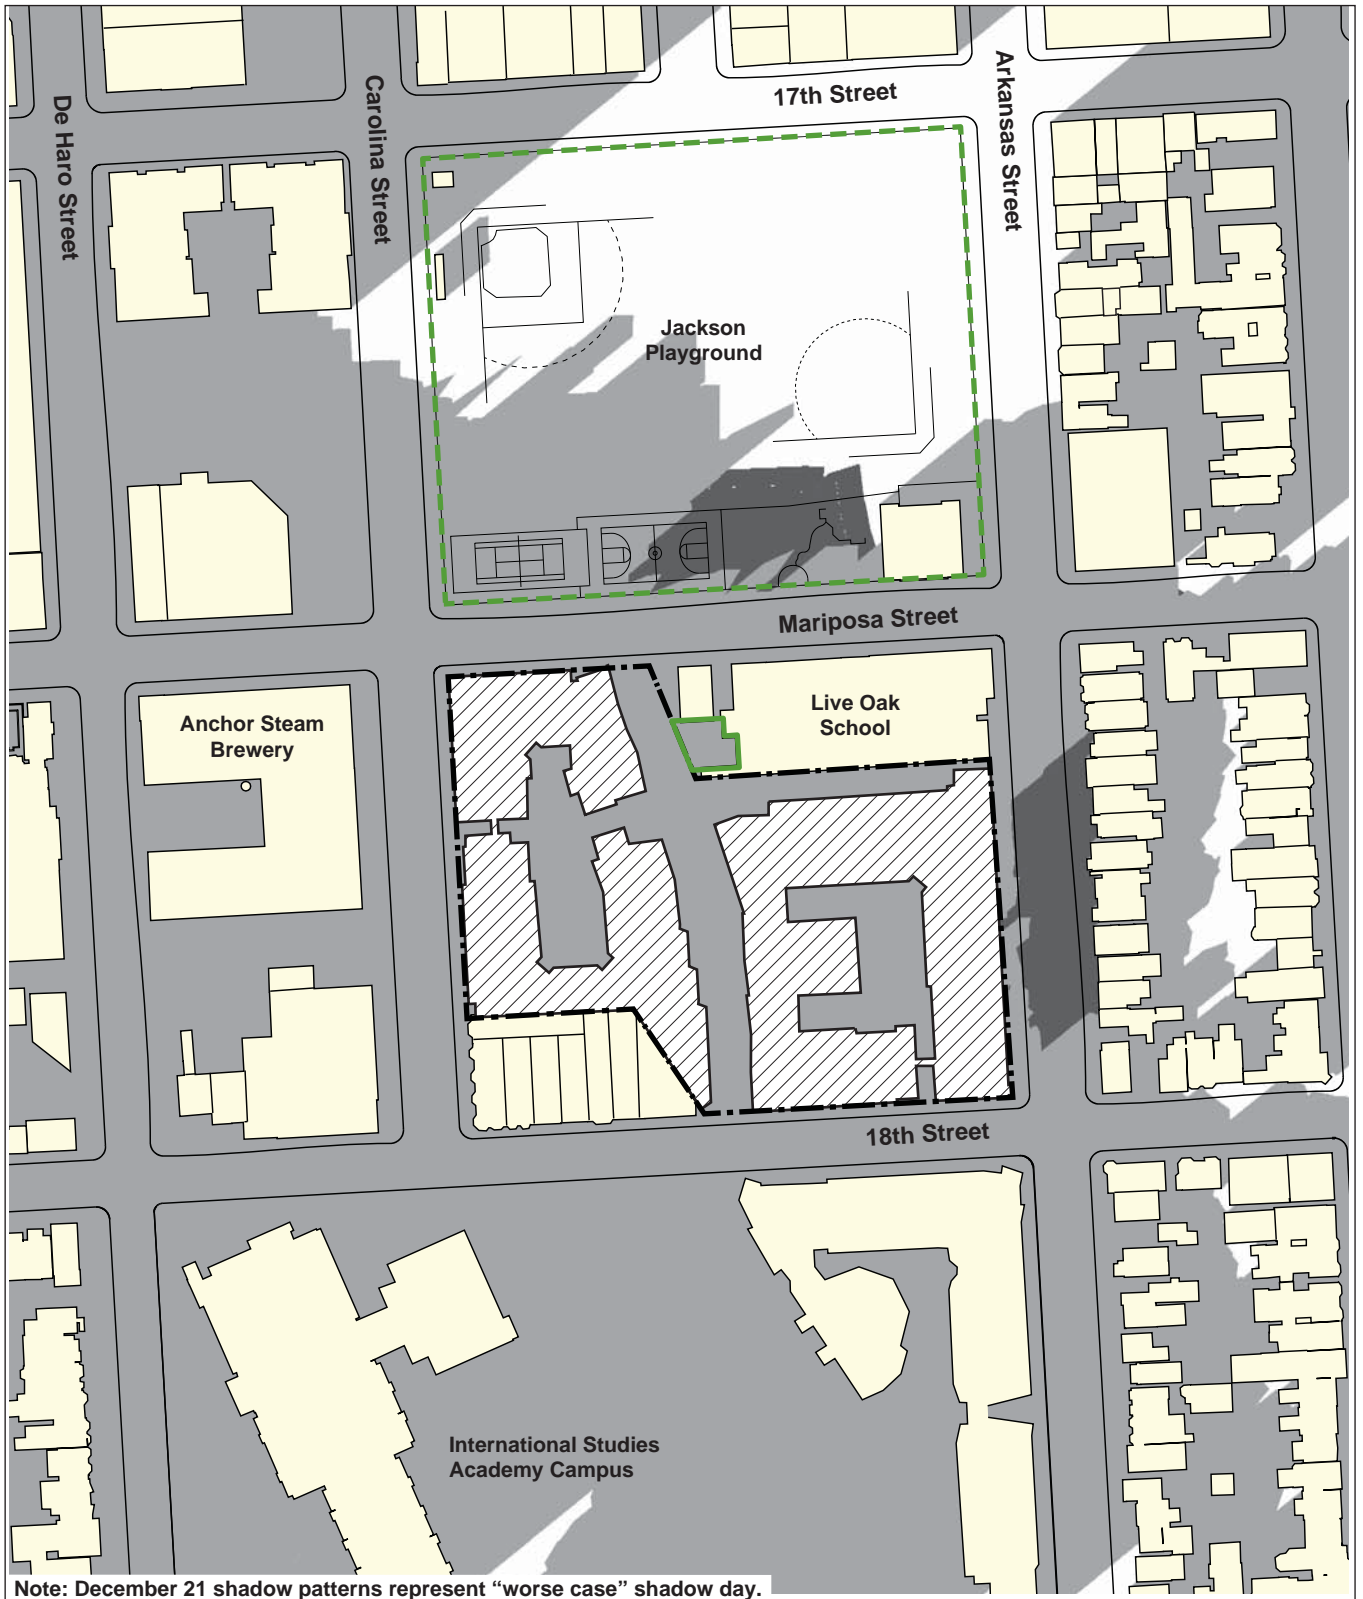 17th Street
De Haro Street
Carolina Street
Arkansas Street
Jackson
Playground
Mariposa Street
Anchor Steam
Brewery
Live Oak
School
18th Street
International Studies
Academy Campus
Note: December 21 shadow patterns represent “worse case” shadow day.